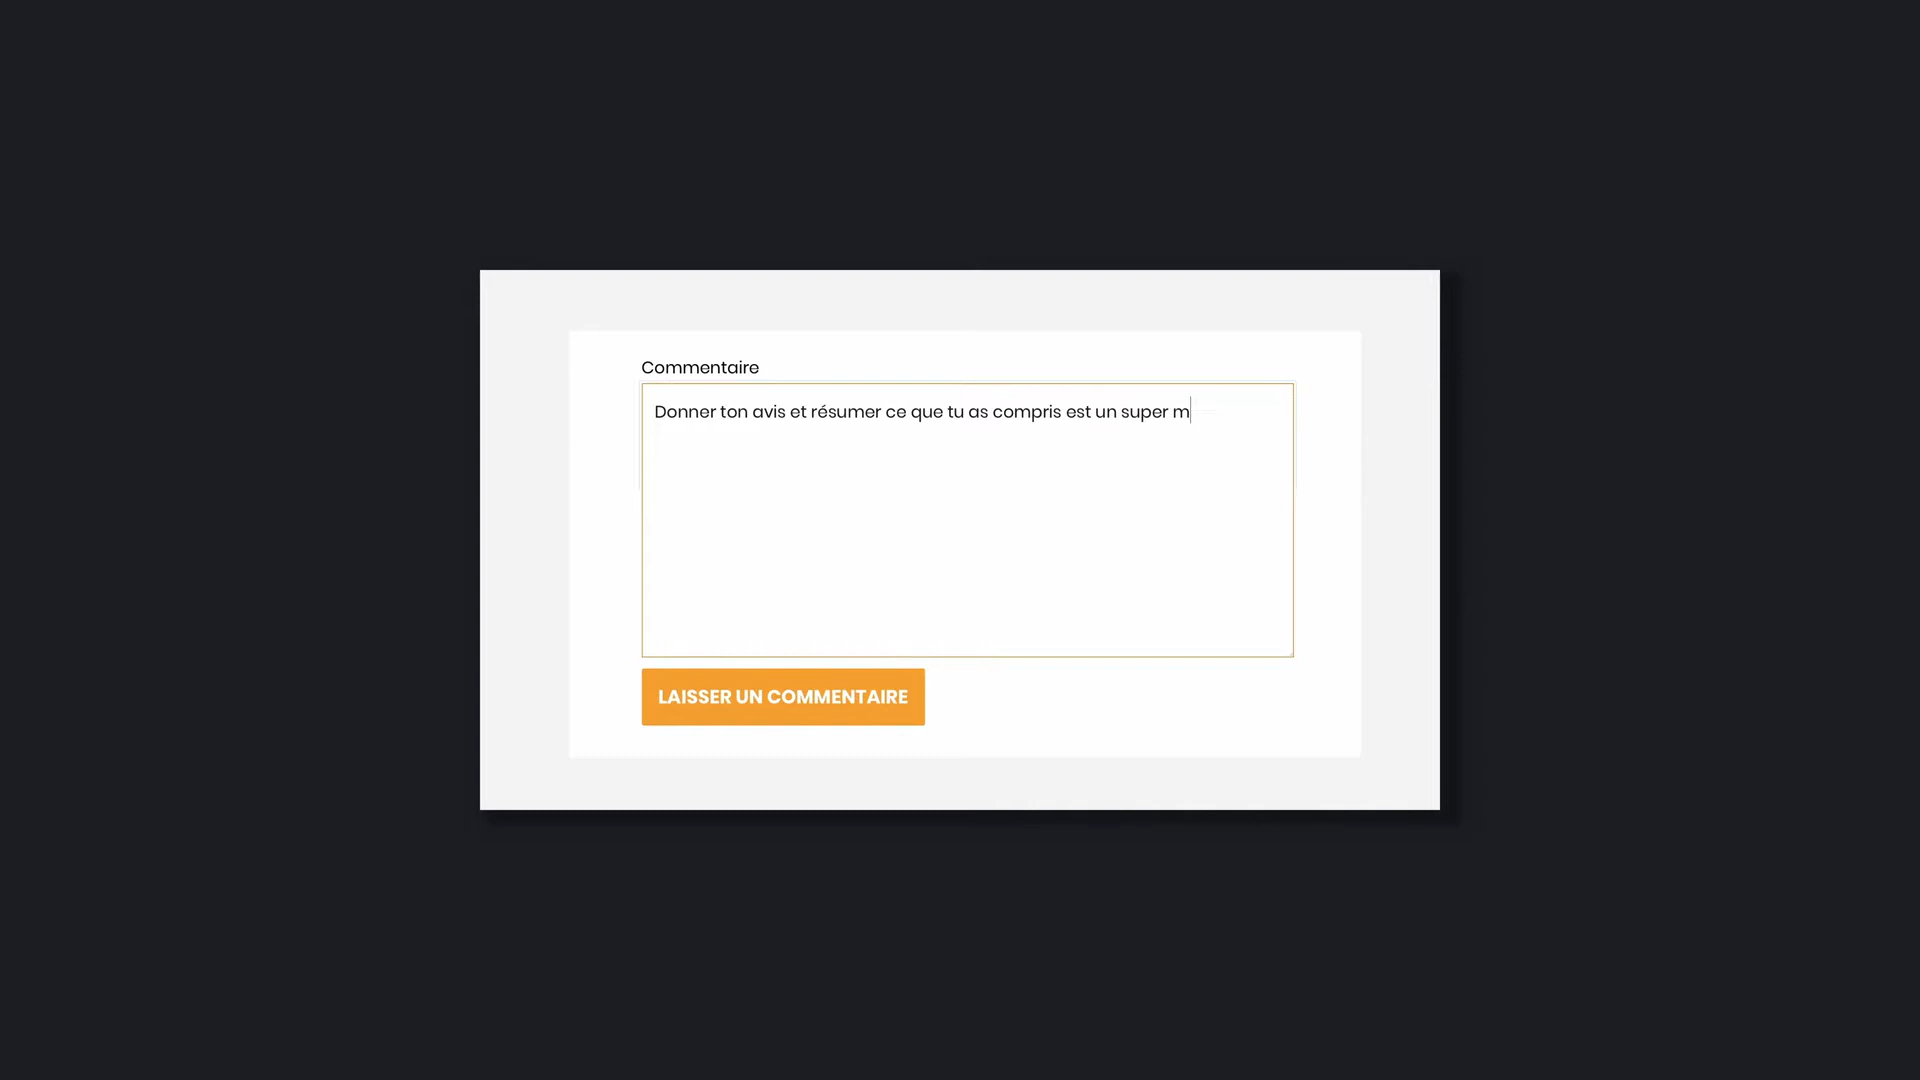 Commentaire
Donner ton avis et résumer ce que tu as compris est un super m
LAISSER UN COMMENTAIRE